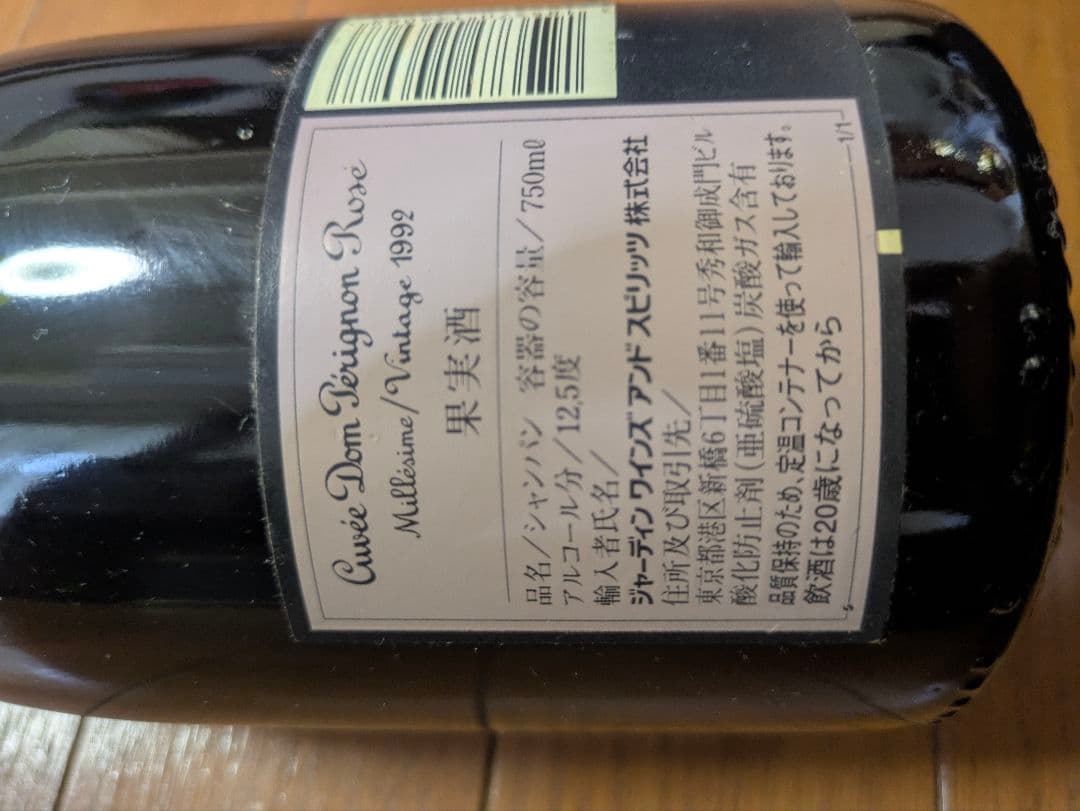 Cuvée Dom Pérignon Rosé
Millésime/Vintage 1992
果実酒
品名/シャンパン 容器の容量/750mℓ
アルコール分/12.5度
輸入者氏名/
ジャーディン ワインズ アンド スピリッツ 株式会社
住所及び取引先/
東京都港区新橋6丁目1番11号秀和御成門ビル
酸化防止剤(亜硫酸塩)炭酸ガス含有
品質保持のため、定温コンテナーを使って輸入しております。
飲酒は20歳になってから